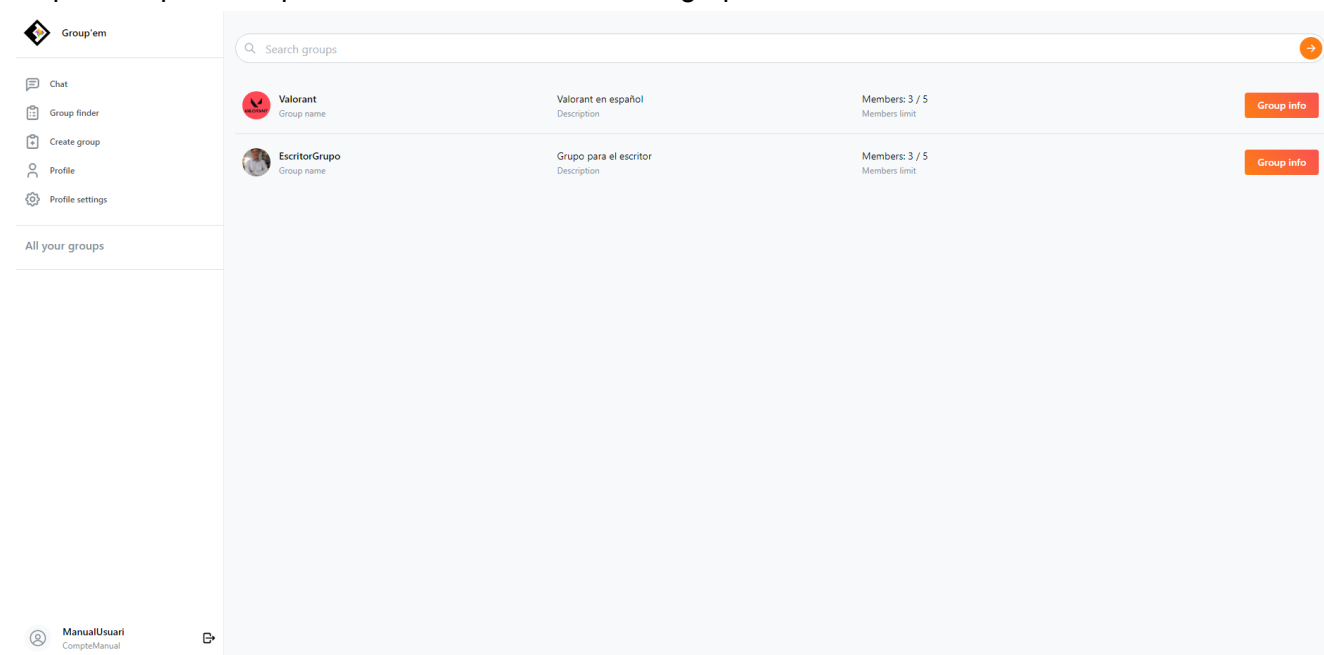 Group'em
Search groups
Chat
Group finder
Create group
Profile
Profile settings
All your groups
Valorant
Group name
Valorant en español
Description
Members: 3 / 5
Members limit
Group info
EscritorGrupo
Group name
Grupo para el escritor
Description
Members: 3 / 5
Members limit
Group info
ManualUsuari
CompteManual